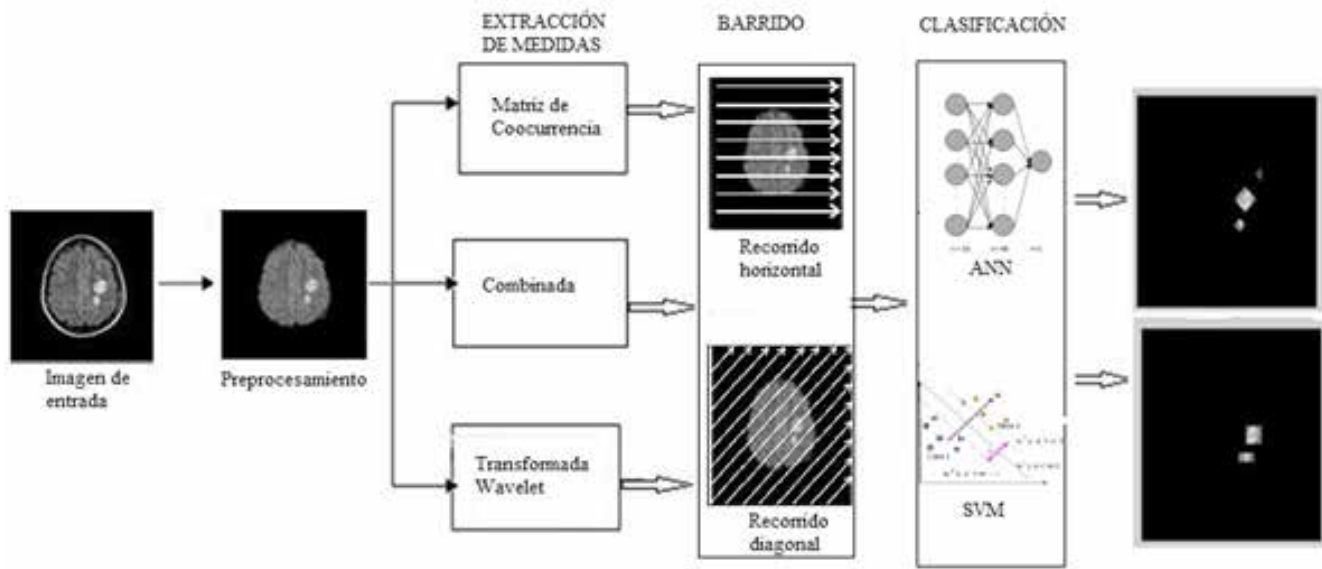 EXTRACCIÓN
DE MEDIDAS
BARRIDO
CLASIFICACIÓN
Matriz de
Coocurrencia
Combinada
Transformada
Wavelet
Imagen de
entrada
Preprocesamiento
Recorrido
horizontal
Recorrido
diagonal
ANN
SVM